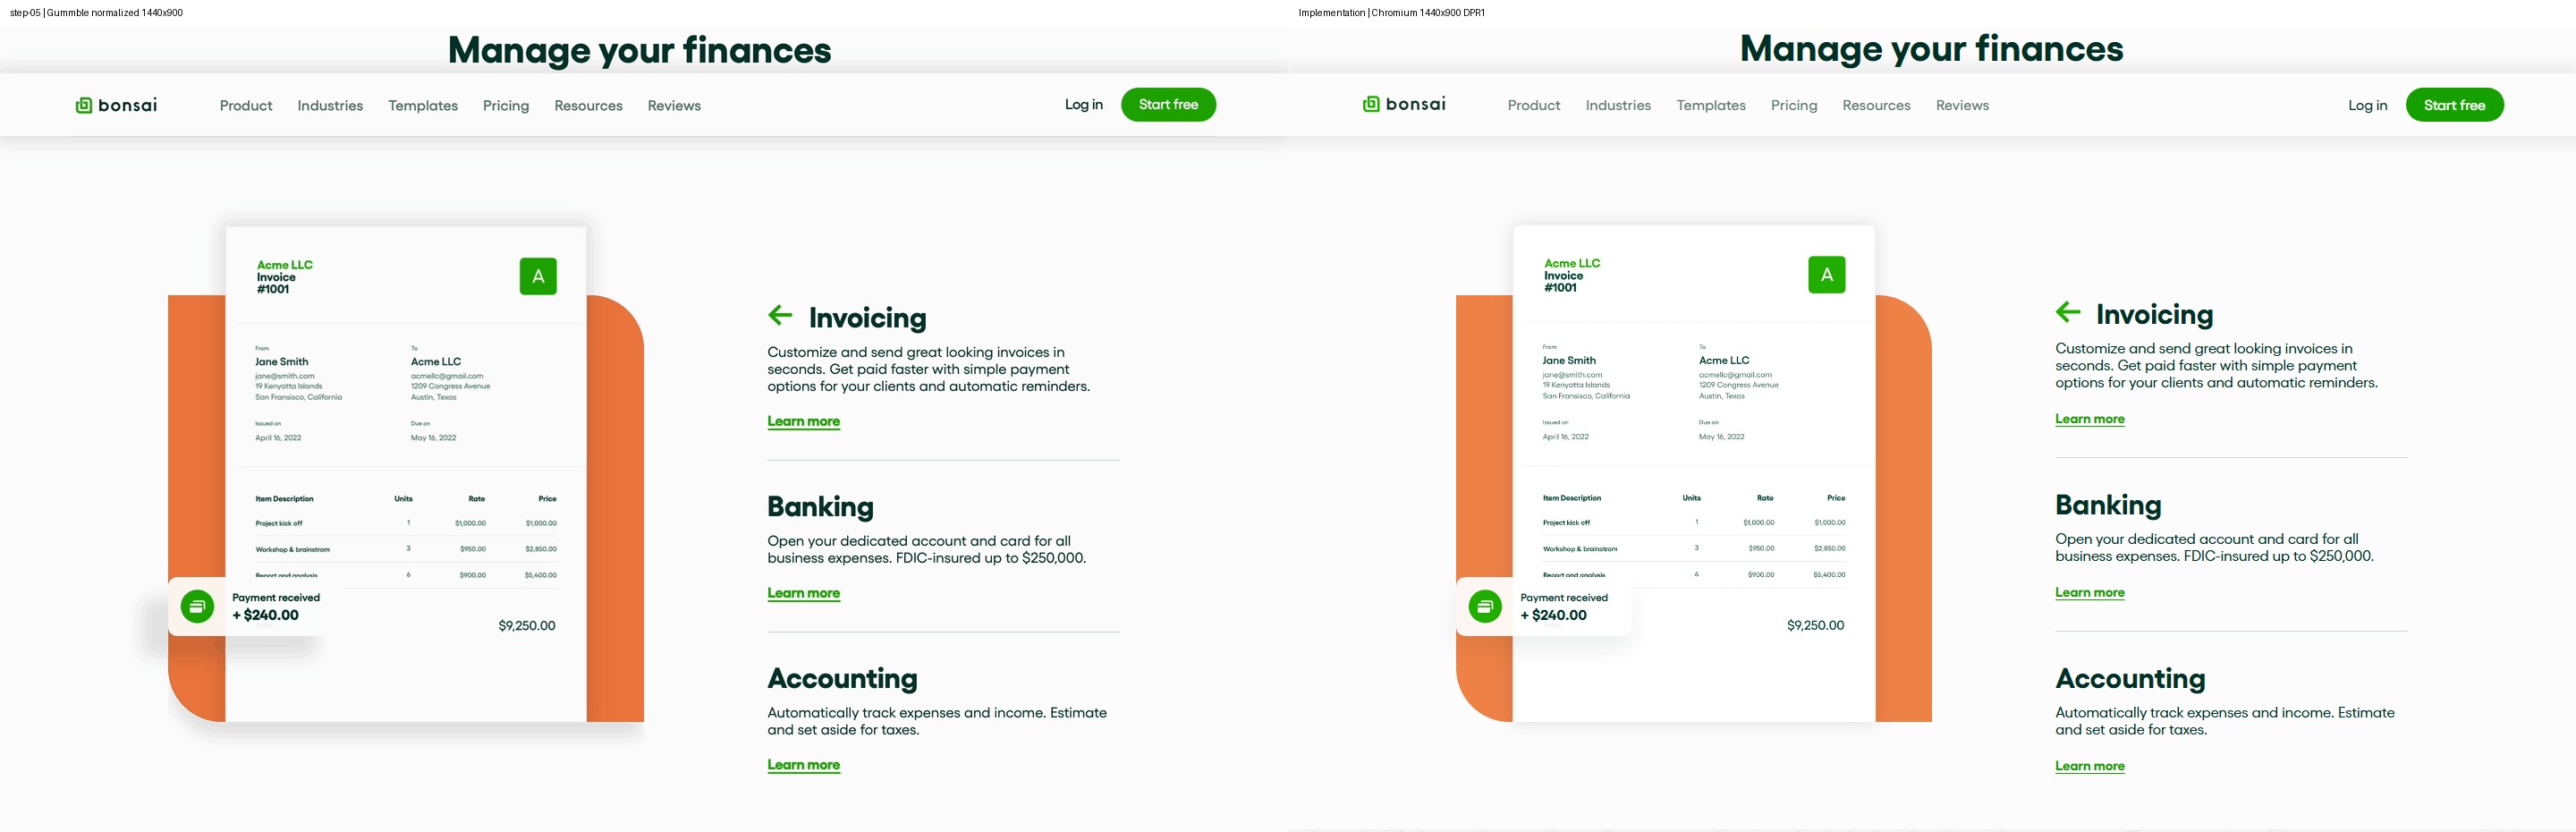 step-05 | Gummble normalized 1440x900
Manage your finances
bonsai
Product Industries Templates Pricing Resources Reviews
Log in
Start free
Acme LLC
Invoice
#1001
A
From
Jane Smith
jane@smith.com
19 Kenyatta Islands
San Fransisco, California
To
Acme LLC
acmellc@gmail.com
1209 Congress Avenue
Austin, Texas
Issued on
April 16, 2022
Due on
May 16, 2022
Item Description Units Rate Price
Project kick off 1 $1,000.00 $1,000.00
Workshop & brainstrom 3 $950.00 $2,850.00
Report and analysis 6 $900.00 $5,400.00
Payment received
+ $240.00
$9,250.00
Invoicing
Customize and send great looking invoices in
seconds. Get paid faster with simple payment
options for your clients and automatic reminders.
Learn more
Banking
Open your dedicated account and card for all
business expenses. FDIC-insured up to $250,000.
Learn more
Accounting
Automatically track expenses and income. Estimate
and set aside for taxes.
Learn more
Implementation | Chromium 1440x900 DPR1
Manage your finances
bonsai
Product Industries Templates Pricing Resources Reviews
Log in
Start free
Acme LLC
Invoice
#1001
A
From
Jane Smith
jane@smith.com
19 Kenyatta Islands
San Fransisco, California
To
Acme LLC
acmellc@gmail.com
1209 Congress Avenue
Austin, Texas
Issued on
April 16, 2022
Due on
May 16, 2022
Item Description Units Rate Price
Project kick off 1 $1,000.00 $1,000.00
Workshop & brainstrom 3 $950.00 $2,850.00
Report and analysis 6 $900.00 $5,400.00
Payment received
+ $240.00
$9,250.00
Invoicing
Customize and send great looking invoices in
seconds. Get paid faster with simple payment
options for your clients and automatic reminders.
Learn more
Banking
Open your dedicated account and card for all
business expenses. FDIC-insured up to $250,000.
Learn more
Accounting
Automatically track expenses and income. Estimate
and set aside for taxes.
Learn more